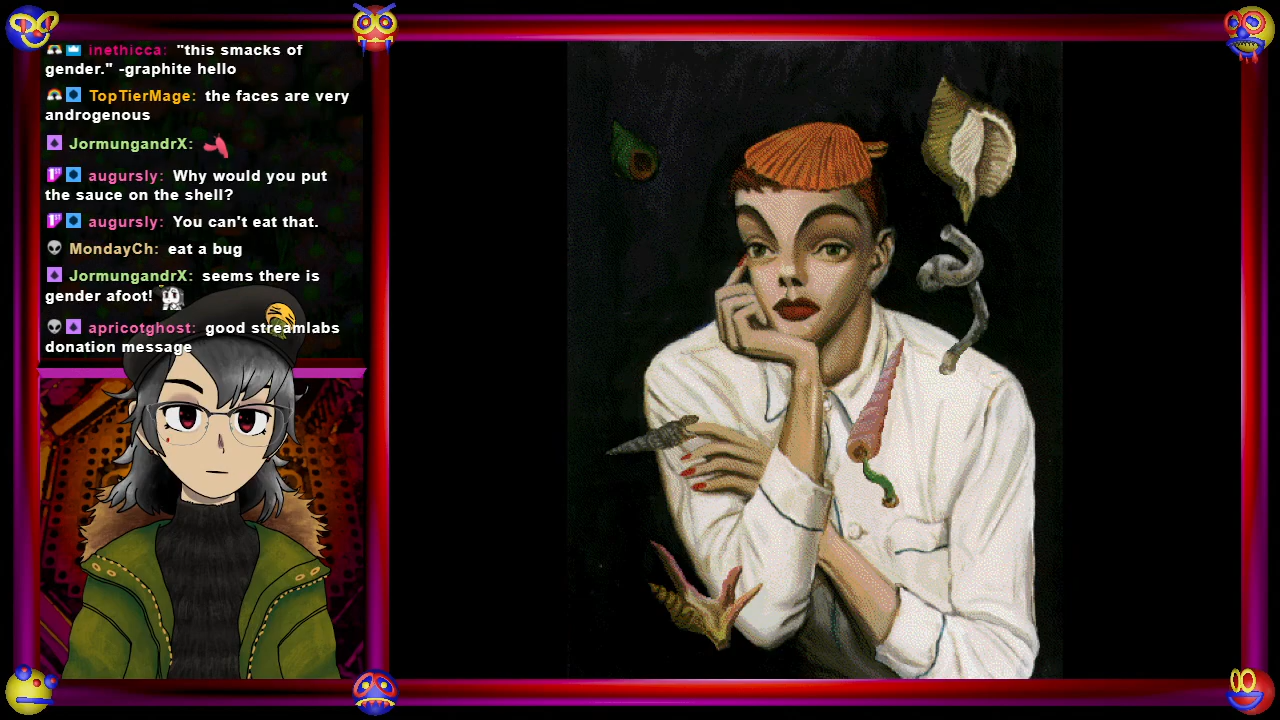 inethicca: "this smacks of
gender." -graphite hello
TopTierMage: the faces are very
androgenous
JormungandrX:
augursly: Why would you put
the sauce on the shell?
augursly: You can't eat that.
MondayCh: eat a bug
JormungandrX: seems there is
gender afoot!
apricotghost: good streamlabs
donation message